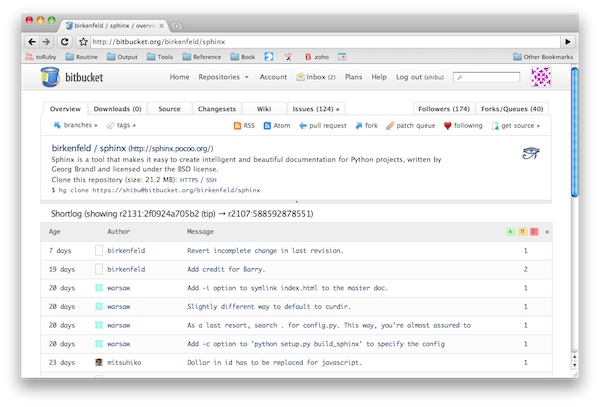 birkenfeld / sphinx / overvie
http://bitbucket.org/birkenfeld/sphinx
toRuby Routine Output Tools Reference Book zoho Other Bookmarks
bitbucket Home Repositories Account Inbox (2) Plans Help Log out (shibu)
Overview Downloads (0) Source Changesets Wiki Issues (124) » Followers (174) Forks/Queues (40)
branches » tags » RSS Atom pull request fork patch queue following get source »
birkenfeld / sphinx (http://sphinx.pocoo.org/)
Sphinx is a tool that makes it easy to create intelligent and beautiful documentation for Python projects, written by
Georg Brandl and licensed under the BSD license.
Clone this repository (size: 21.2 MB): HTTPS / SSH
$ hg clone https://shibu@bitbucket.org/birkenfeld/sphinx
Shortlog (showing r2131:2f0924a705b2 (tip) → r2107:588592878551)
Age Author Message A M D «
7 days birkenfeld Revert incomplete change in last revision. 1
19 days birkenfeld Add credit for Barry. 2
20 days warsaw Add -i option to symlink index.html to the master doc. 1
20 days warsaw Slightly different way to default to curdir. 1
20 days warsaw As a last resort, search . for config.py. This way, you're almost assured to 1
20 days warsaw Add -c option to 'python setup.py build_sphinx' to specify the config 1
23 days mitsuhiko Dollar in id has to be replaced for javascript. 1